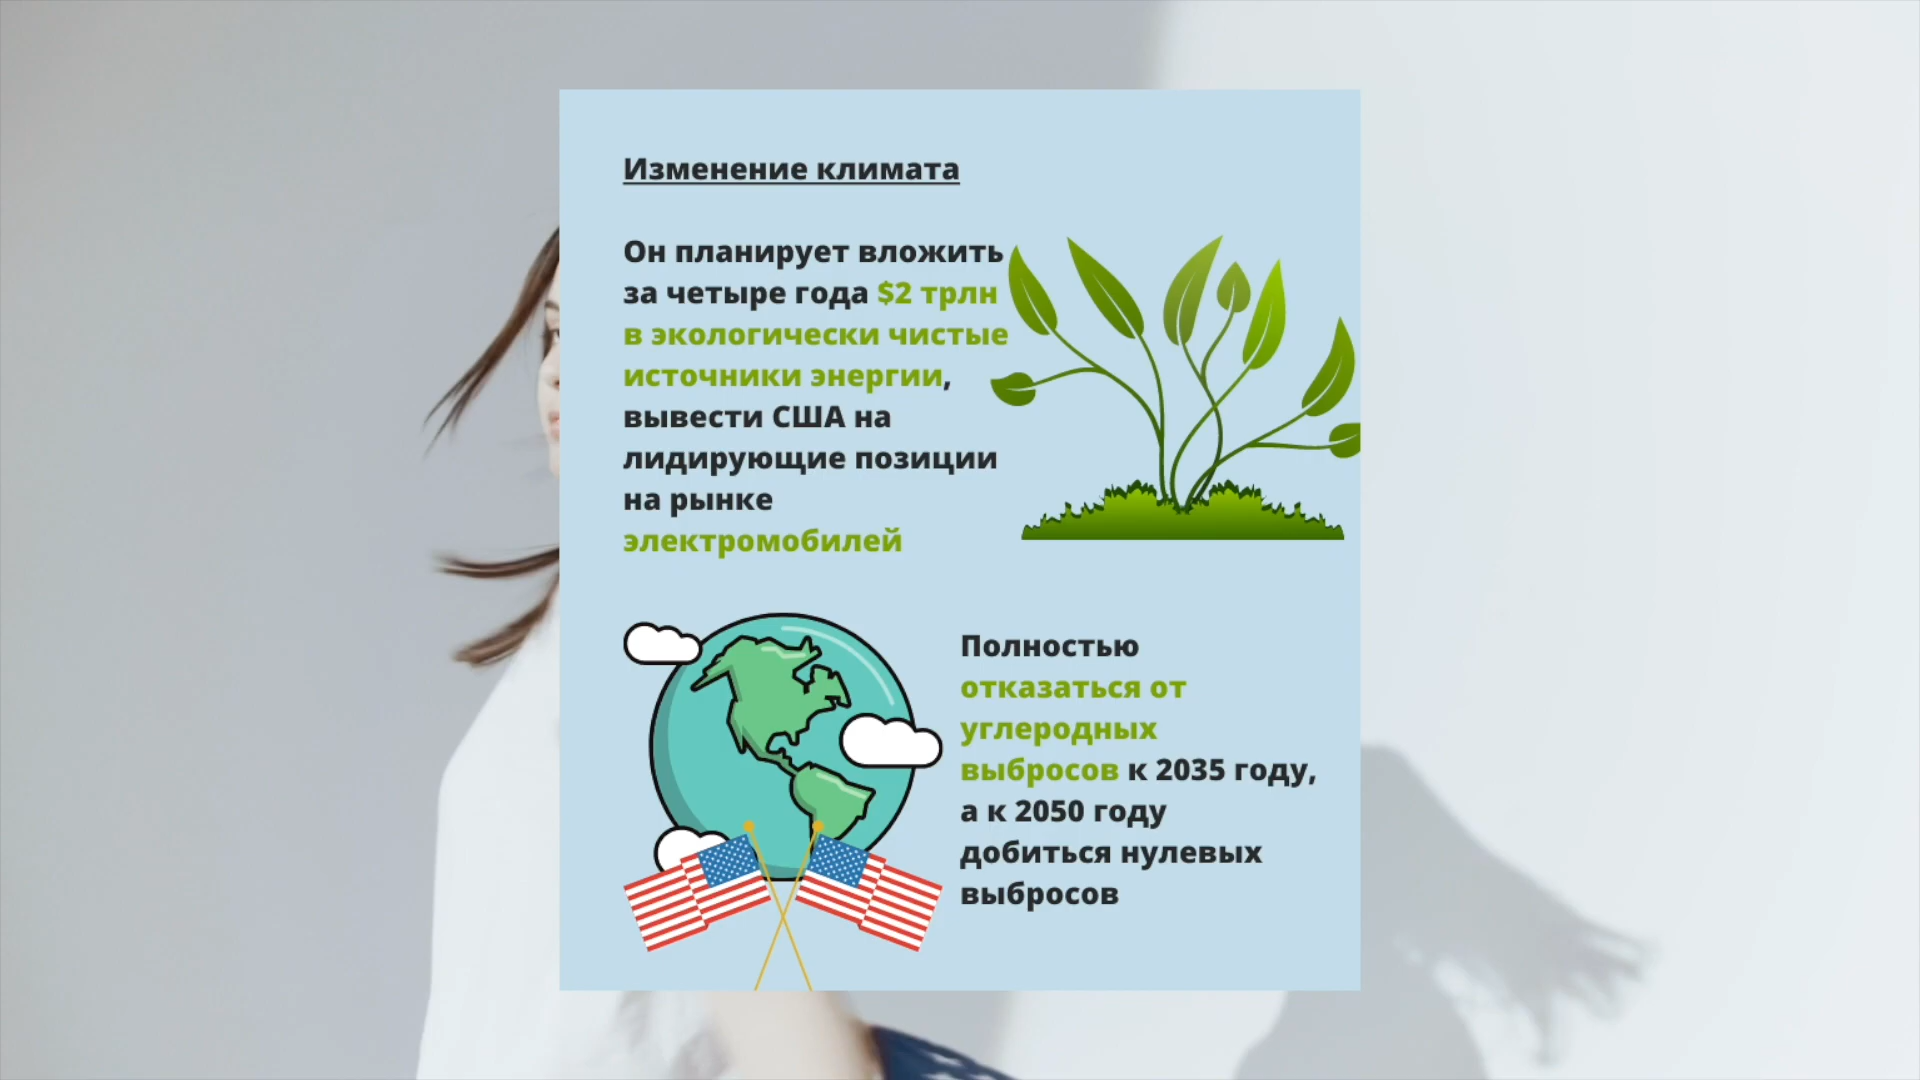 Изменение климата
Он планирует вложить
за четыре года $2 трлн
в экологически чистые
источники энергии,
вывести США на
лидирующие позиции
на рынке
электромобилей
Полностью
отказаться от
углеродных
выбросов к 2035 году,
а к 2050 году
добиться нулевых
выбросов